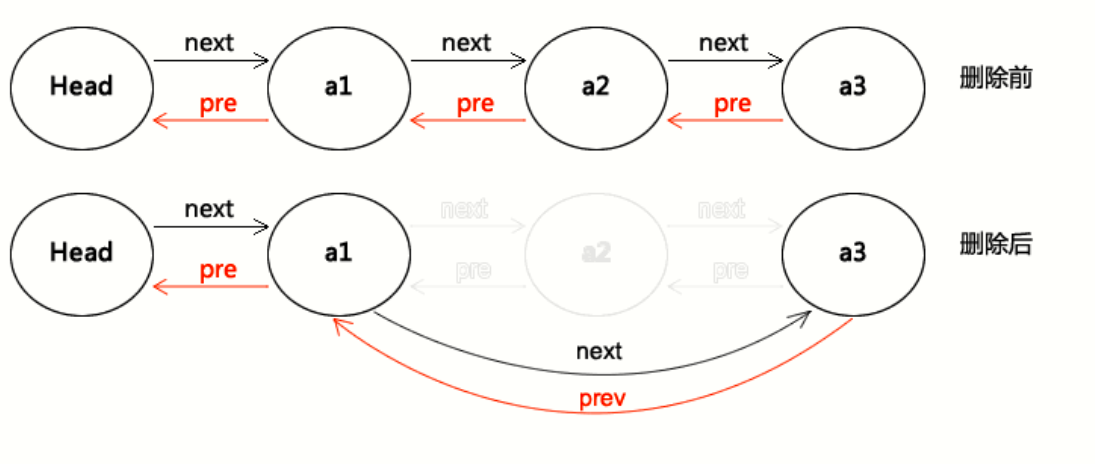 next next next
Head a1 a2 a3 删除前
pre pre pre
next next next
Head a1 a2 a3 删除后
pre pre pre
next
prev